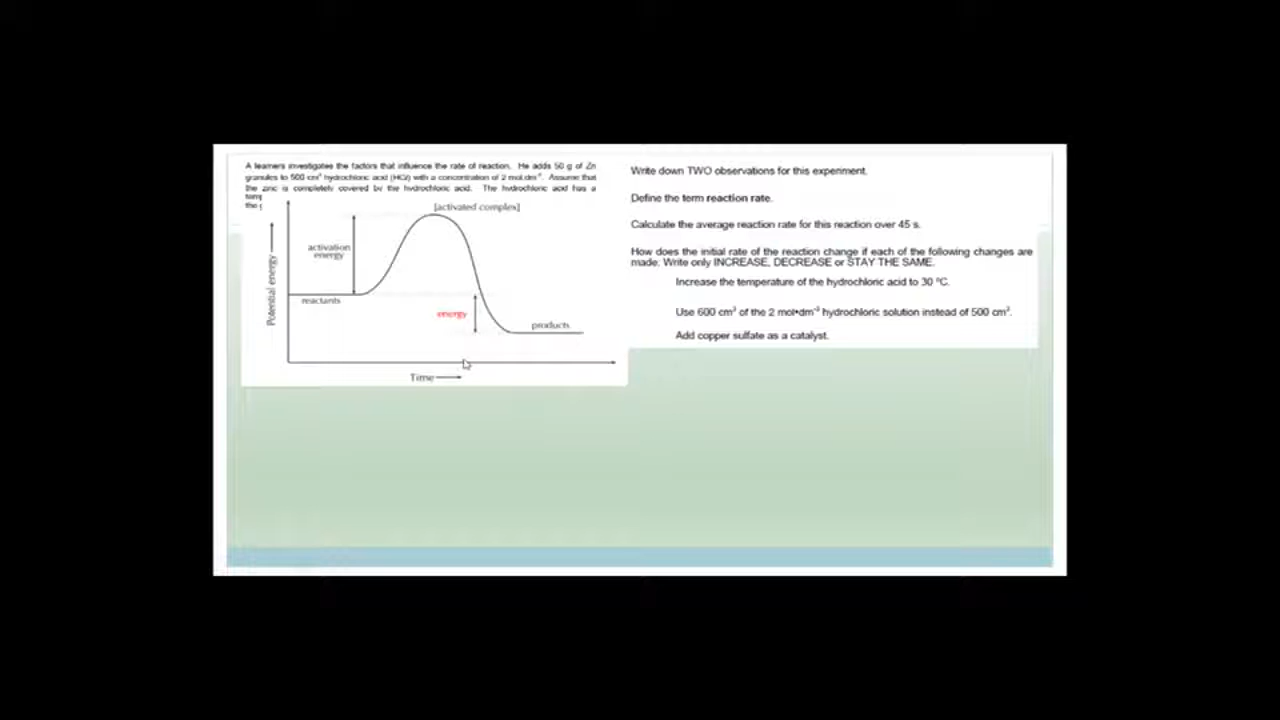 A learners investigates the factors that influence the rate of reaction. He adds 50 g of Zn
granules to 500 cm³ hydrochloric acid (HCl) with a concentration of 2 mol.dm⁻³. Assume that
the zinc is completely covered by the hydrochloric acid. The hydrochloric acid has a
the
[activated complex]
activation
energy
Potential energy
reactants
energy
products
Time
Write down TWO observations for this experiment.
Define the term reaction rate.
Calculate the average reaction rate for this reaction over 45 s.
How does the initial rate of the reaction change if each of the following changes are
made: Write only INCREASE, DECREASE or STAY THE SAME.
Increase the temperature of the hydrochloric acid to 30 °C.
Use 600 cm³ of the 2 mol•dm⁻³ hydrochloric solution instead of 500 cm³.
Add copper sulfate as a catalyst.